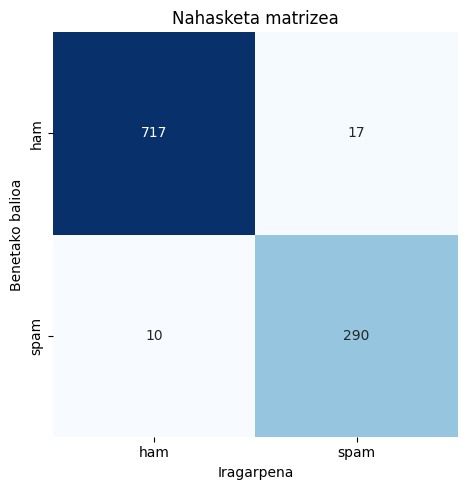 Nahasketa matrizea
Benetako balioa
ham
717
17
spam
10
290
ham
spam
Iragarpena